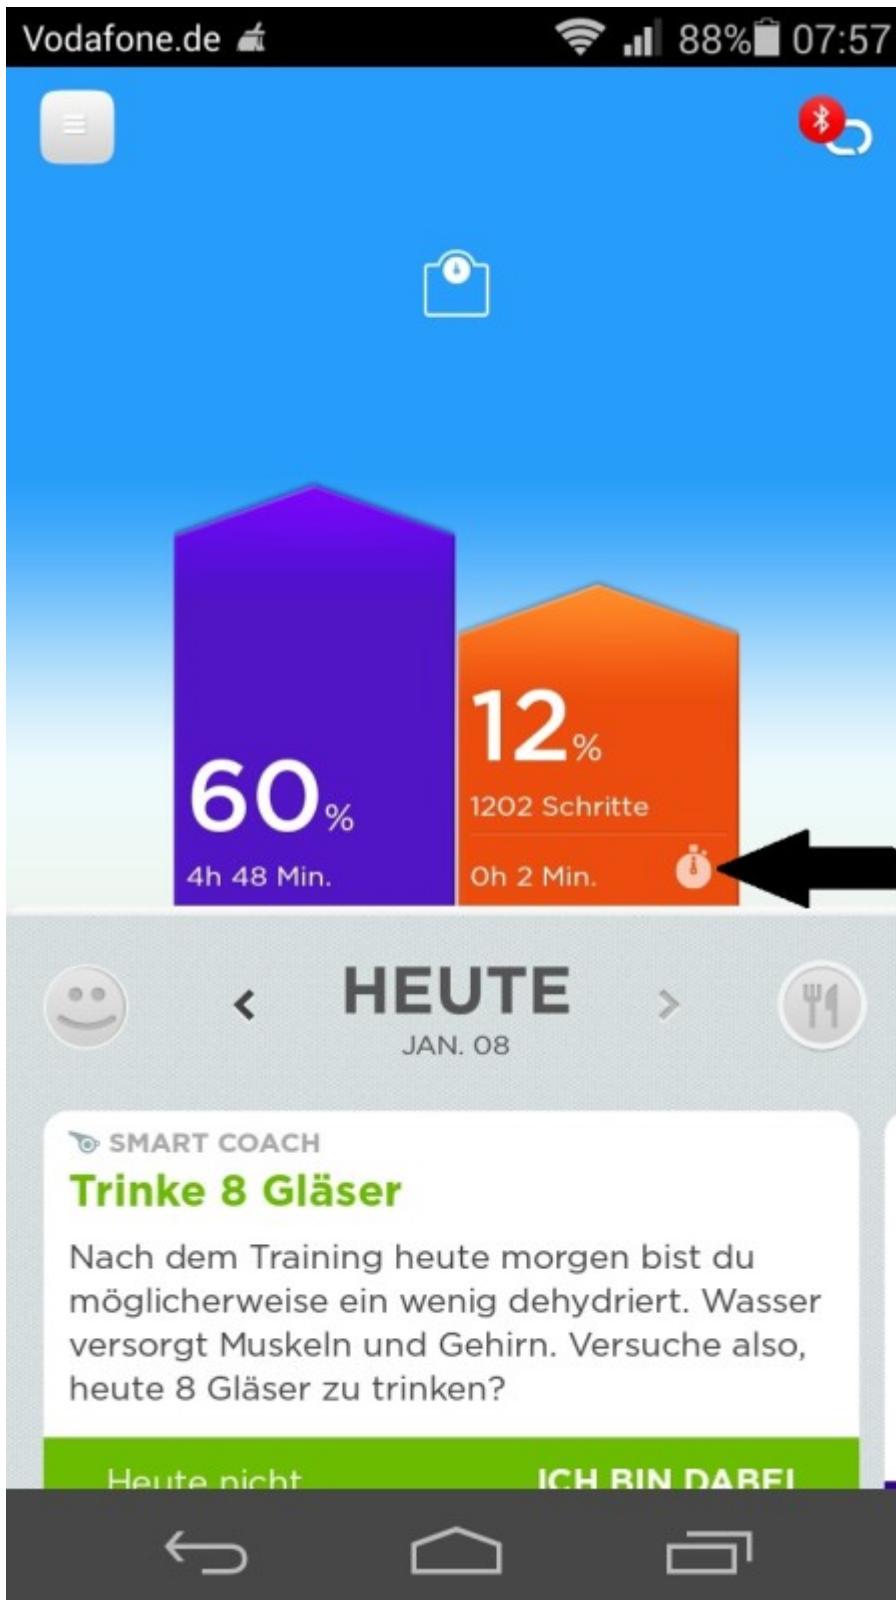 Vodafone.de
88% 07:57
60%
4h 48 Min.
12%
1202 Schritte
0h 2 Min.
HEUTE
JAN. 08
SMART COACH
Trinke 8 Gläser
Nach dem Training heute morgen bist du
möglicherweise ein wenig dehydriert. Wasser
versorgt Muskeln und Gehirn. Versuche also,
heute 8 Gläser zu trinken?
Heute nicht ICH BIN DABEI